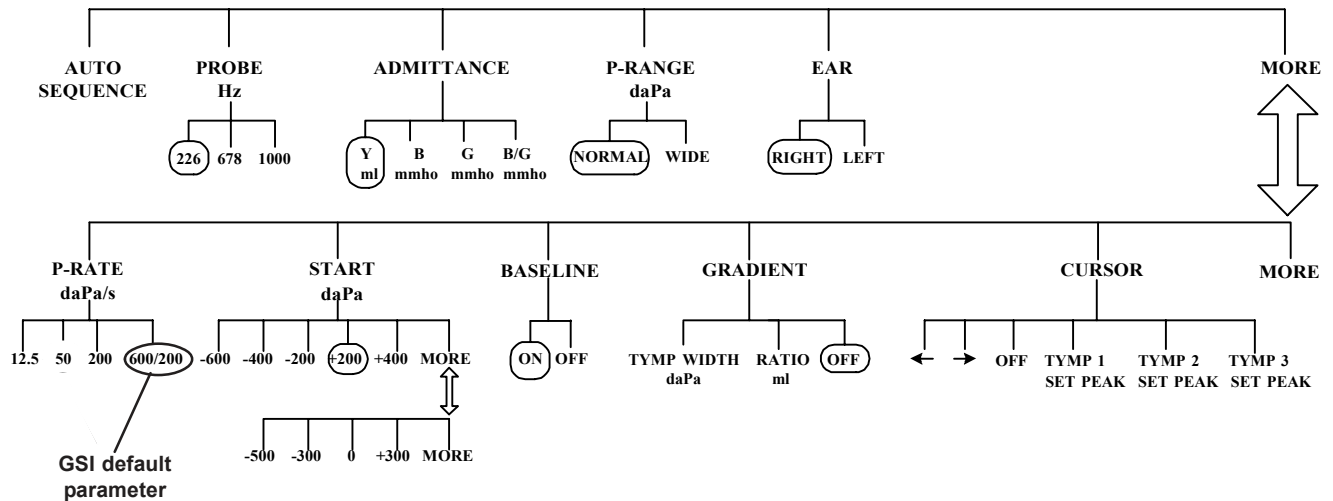 AUTO PROBE ADMITTANCE P-RANGE EAR MORE
SEQUENCE Hz daPa
226 678 1000 Y B G B/G NORMAL WIDE RIGHT LEFT
ml mmho mmho mmho
P-RATE START BASELINE GRADIENT CURSOR MORE
daPa/s daPa
12.5 50 200 600/200 -600 -400 -200 +200 +400 MORE ON OFF TYMP WIDTH RATIO OFF ← → OFF TYMP 1 TYMP 2 TYMP 3
daPa ml SET PEAK SET PEAK SET PEAK
-500 -300 0 +300 MORE
GSI default
parameter